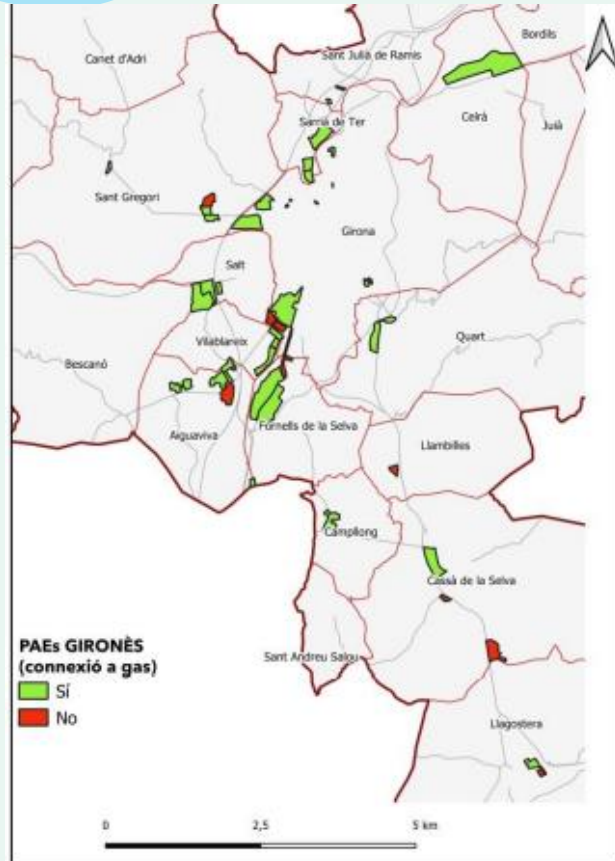 Bordils
Canet d'Adri
Sant Julia de Ramis
Sarrià de Ter
Celrà
Juià
Sant Gregori
Girona
Salt
Quart
Vilablareix
Bescanó
Fornells de la Selva
Aiguaviva
Llambilles
Campllong
Cassà de la Selva
PAEs GIRONÈS
(connexió a gas)
Sant Andreu Salou
Sí
No
Llagostera
0 2,5 5 km